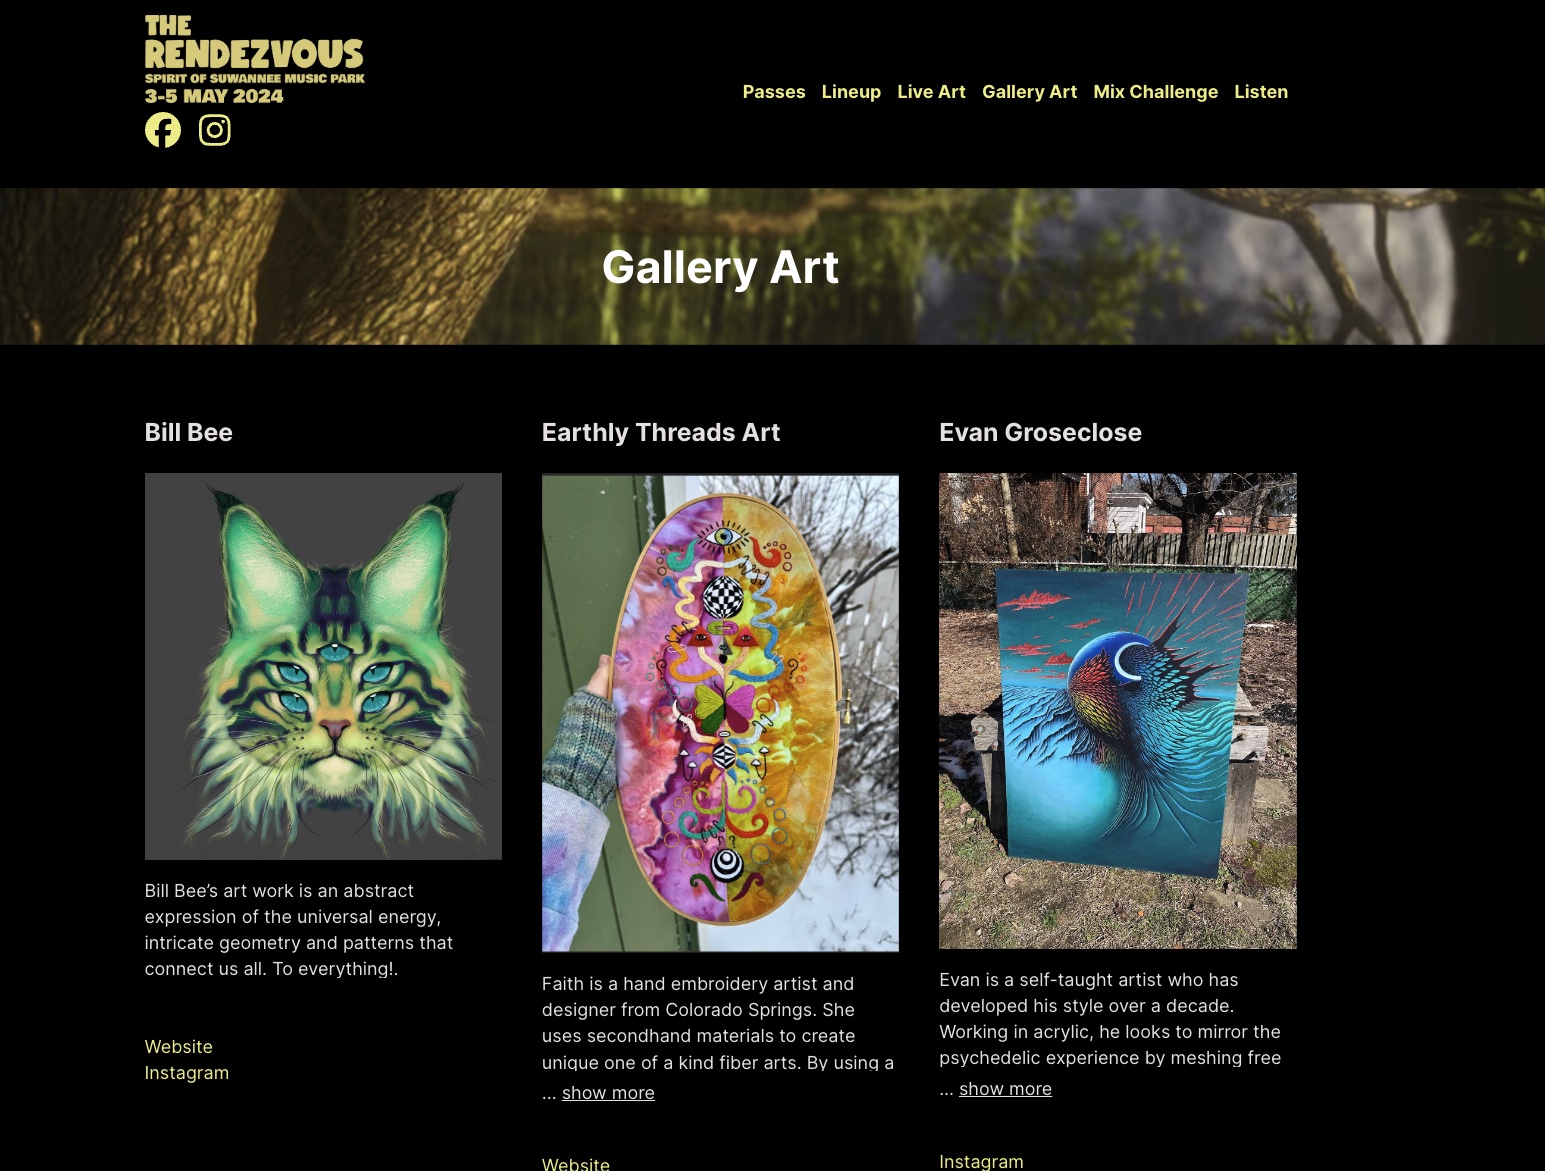 THE
RENDEZVOUS
SPIRIT OF SUWANNEE MUSIC PARK
3-5 MAY 2024
Passes Lineup Live Art Gallery Art Mix Challenge Listen
Gallery Art
Bill Bee
Bill Bee’s art work is an abstract
expression of the universal energy,
intricate geometry and patterns that
connect us all. To everything!.
Website
Instagram
Earthly Threads Art
Faith is a hand embroidery artist and
designer from Colorado Springs. She
uses secondhand materials to create
unique one of a kind fiber arts. By using a
... show more
Website
Evan Groseclose
Evan is a self-taught artist who has
developed his style over a decade.
Working in acrylic, he looks to mirror the
psychedelic experience by meshing free
... show more
Instagram